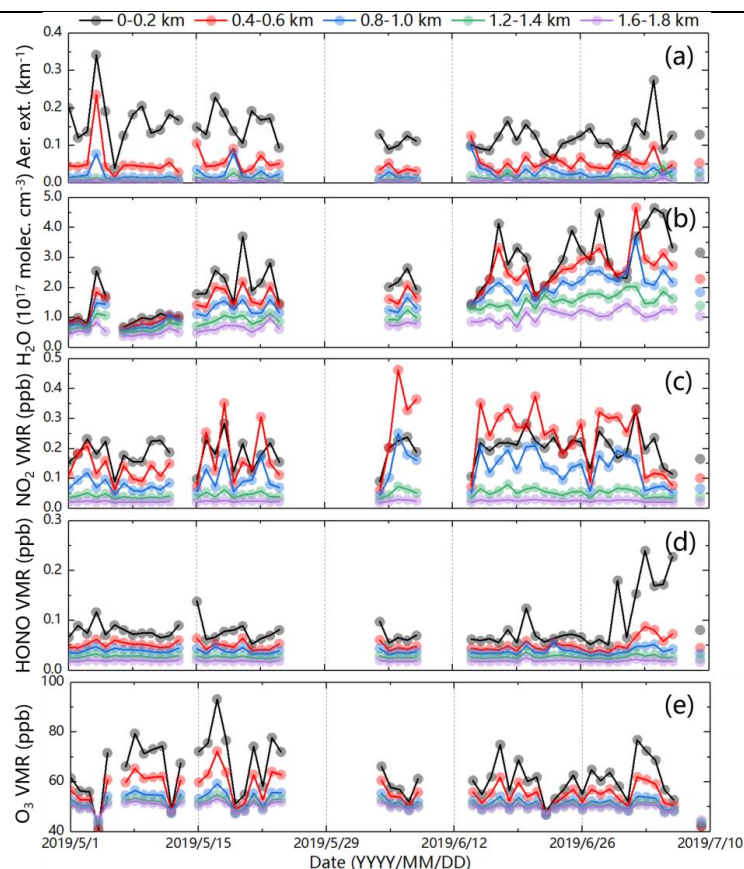 0-0.2 km 0.4-0.6 km 0.8-1.0 km 1.2-1.4 km 1.6-1.8 km
Aer. ext. (km⁻¹)
0.4
0.3
0.2
0.1
0.0
(a)
H₂O (10¹⁷ molec. cm⁻³)
5.0
4.0
3.0
2.0
1.0
0.0
(b)
NO₂ VMR (ppb)
0.5
0.4
0.3
0.2
0.1
0.0
(c)
HONO VMR (ppb)
0.3
0.2
0.1
0.0
(d)
O₃ VMR (ppb)
100
80
60
40
(e)
2019/5/1 2019/5/15 2019/5/29 2019/6/12 2019/6/26 2019/7/10
Date (YYYY/MM/DD)